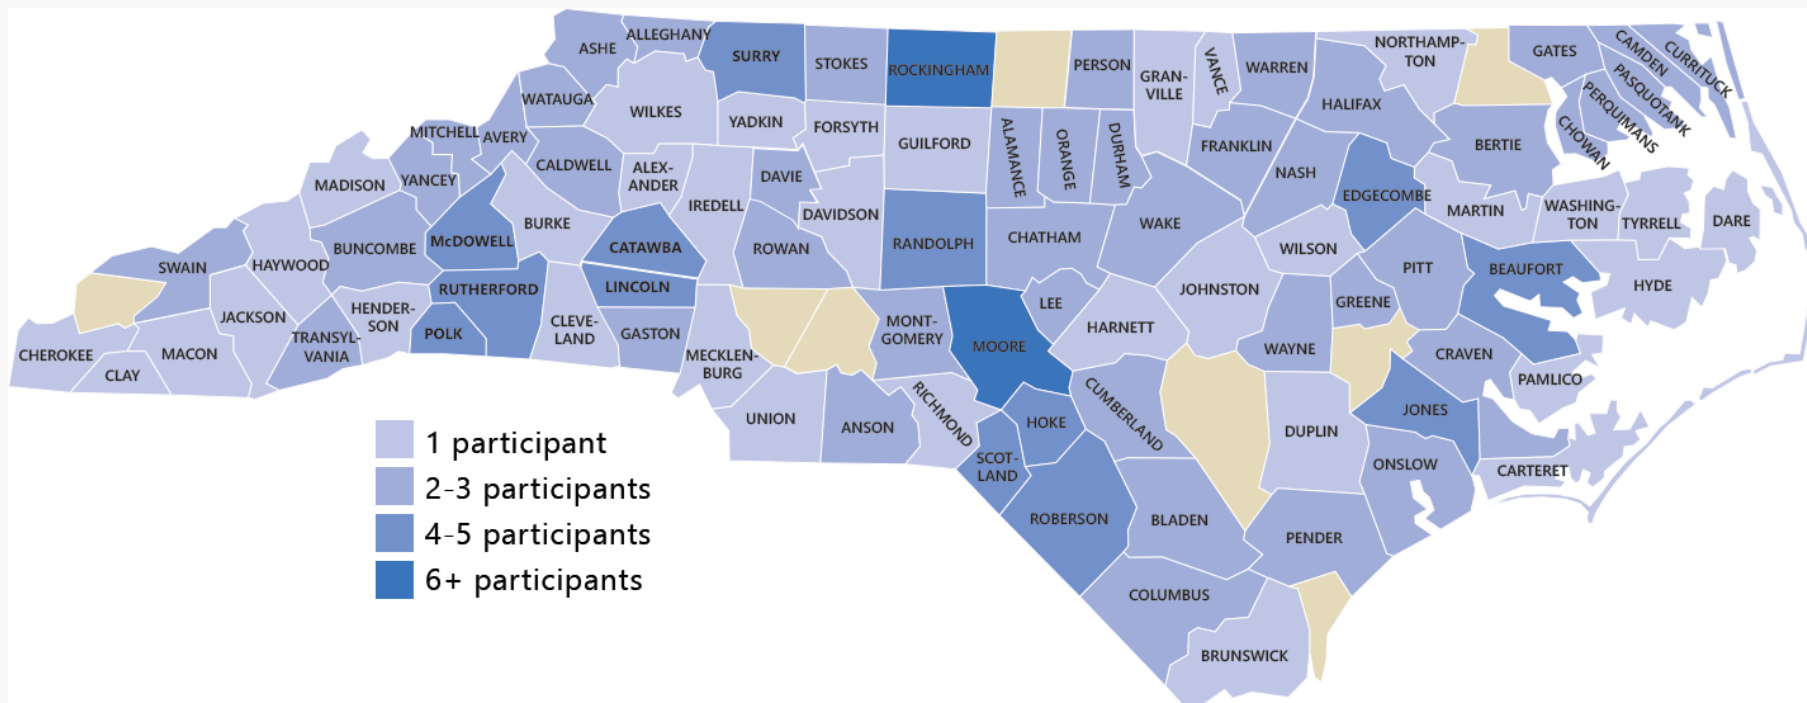 ALLEGHANY
ASHE
SURRY
STOKES
ROCKINGHAM
PERSON
GRAN-
VILLE
VANCE
WARREN
NORTHAMP-
TON
GATES
CAMDEN
CURRITUCK
PASQUOTANK
PERQUIMANS
CHOWAN
WATAUGA
WILKES
YADKIN
FORSYTH
GUILFORD
ALAMANCE
ORANGE
DURHAM
FRANKLIN
HALIFAX
BERTIE
MITCHELL
AVERY
CALDWELL
ALEX-
ANDER
DAVIE
NASH
EDGECOMBE
MADISON
YANCEY
BURKE
IREDELL
DAVIDSON
MARTIN
WASHING-
TON
TYRRELL
DARE
BUNCOMBE
McDOWELL
CATAWBA
ROWAN
RANDOLPH
CHATHAM
WAKE
WILSON
SWAIN
HAYWOOD
PITT
BEAUFORT
RUTHERFORD
LINCOLN
JOHNSTON
GREENE
HYDE
JACKSON
HENDER-
SON
POLK
CLEVE-
LAND
GASTON
MONT-
GOMERY
LEE
HARNETT
TRANSYL-
VANIA
CHEROKEE
MACON
CLAY
MECKLEN-
BURG
MOORE
WAYNE
CRAVEN
PAMLICO
UNION
ANSON
RICHMOND
HOKE
CUMBERLAND
DUPLIN
JONES
SCOT-
LAND
ONSLOW
CARTERET
ROBERSON
BLADEN
PENDER
COLUMBUS
BRUNSWICK
1 participant
2-3 participants
4-5 participants
6+ participants